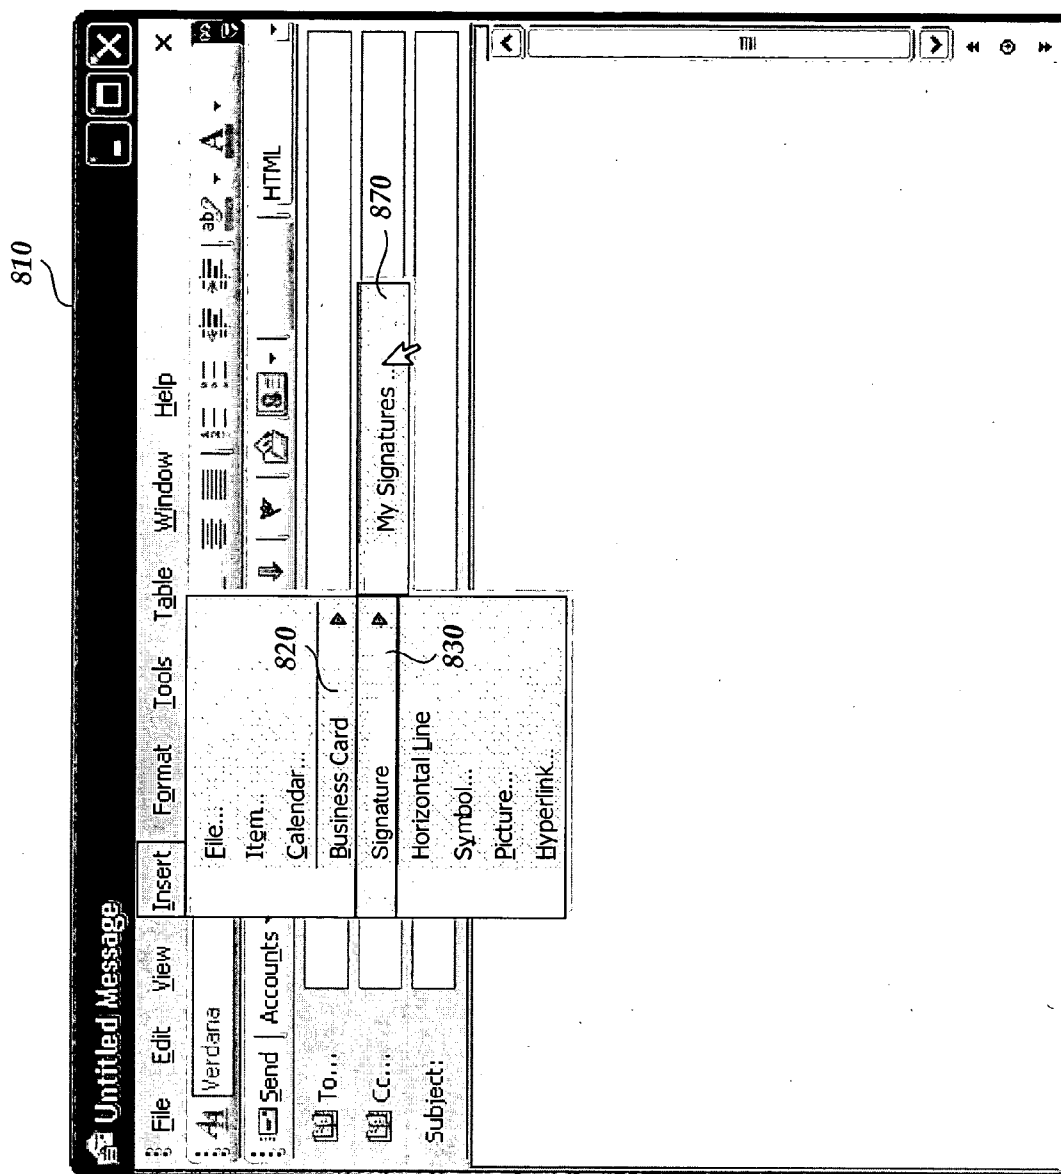 810
Untitled Message
File Edit View Insert Format Tools Table Window Help
Verdana
Send Accounts HTML
To...
Cc...
Subject:
File...
Item...
Calendar...
Business Card
820
Signature
830
My Signatures ...
870
Horizontal Line
Symbol...
Picture...
Hyperlink...